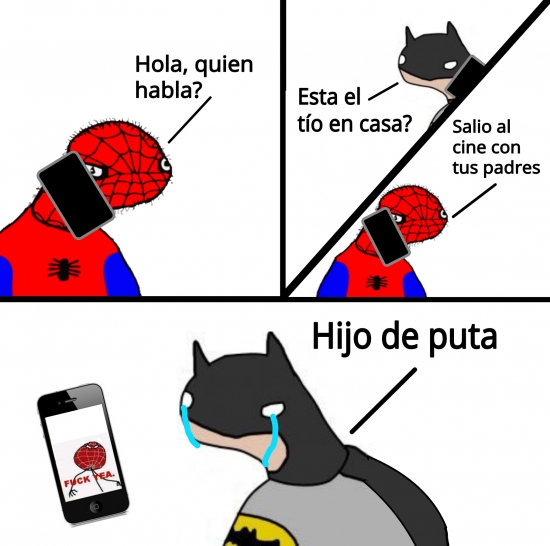 Hola, quien
habla?
Esta el
tío en casa?
Salio al
cine con
tus padres
Hijo de puta
FUCK YEA.